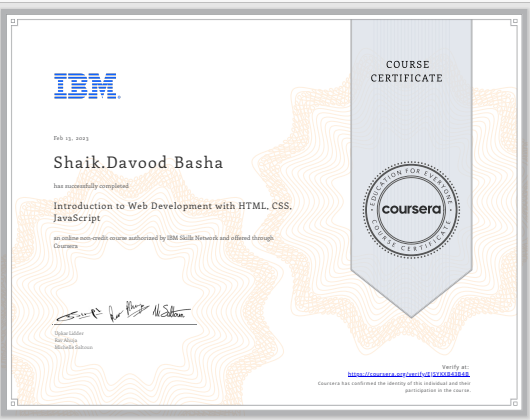 COURSE
CERTIFICATE
IBM
Feb 13, 2023
Shaik.Davood Basha
has successfully completed
Introduction to Web Development with HTML, CSS,
JavaScript
an online non-credit course authorized by IBM Skills Network and offered through
Coursera
EDUCATION FOR EVERYONE
coursera
COURSE CERTIFICATE
Rav Ahuja
Michelle Saltoun
Verify at:
https://coursera.org/verify/
Coursera has confirmed the identity of this individual and their
participation in the course.